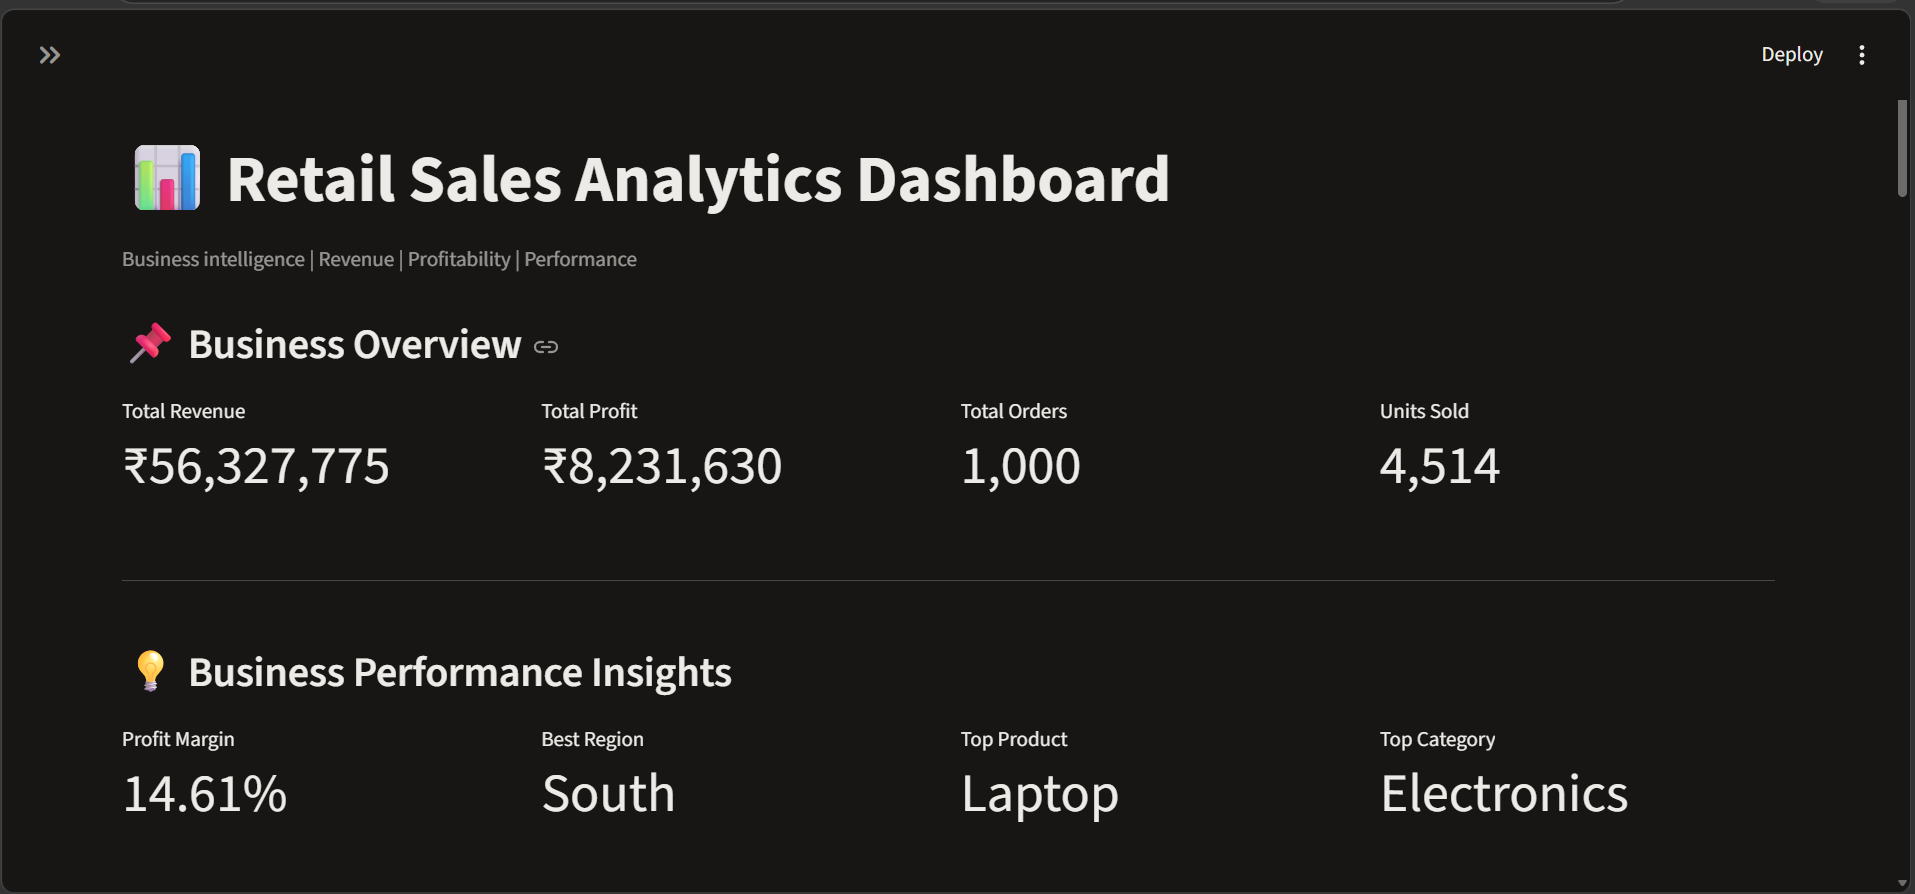 Deploy
Retail Sales Analytics Dashboard
Business intelligence | Revenue | Profitability | Performance
Business Overview
Total Revenue Total Profit Total Orders Units Sold
₹56,327,775 ₹8,231,630 1,000 4,514
Business Performance Insights
Profit Margin Best Region Top Product Top Category
14.61% South Laptop Electronics